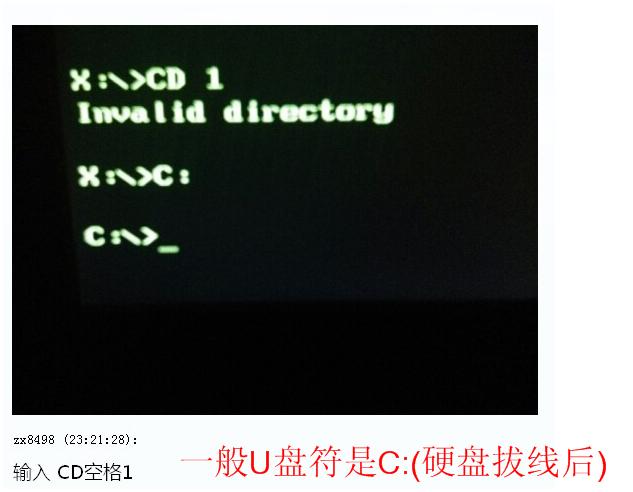 X:\>CD 1
Invalid directory
X:\>C:
C:\>_
zx8498 (23:21:28):
输入 CD空格1
一般U盘符是C:(硬盘拔线后)